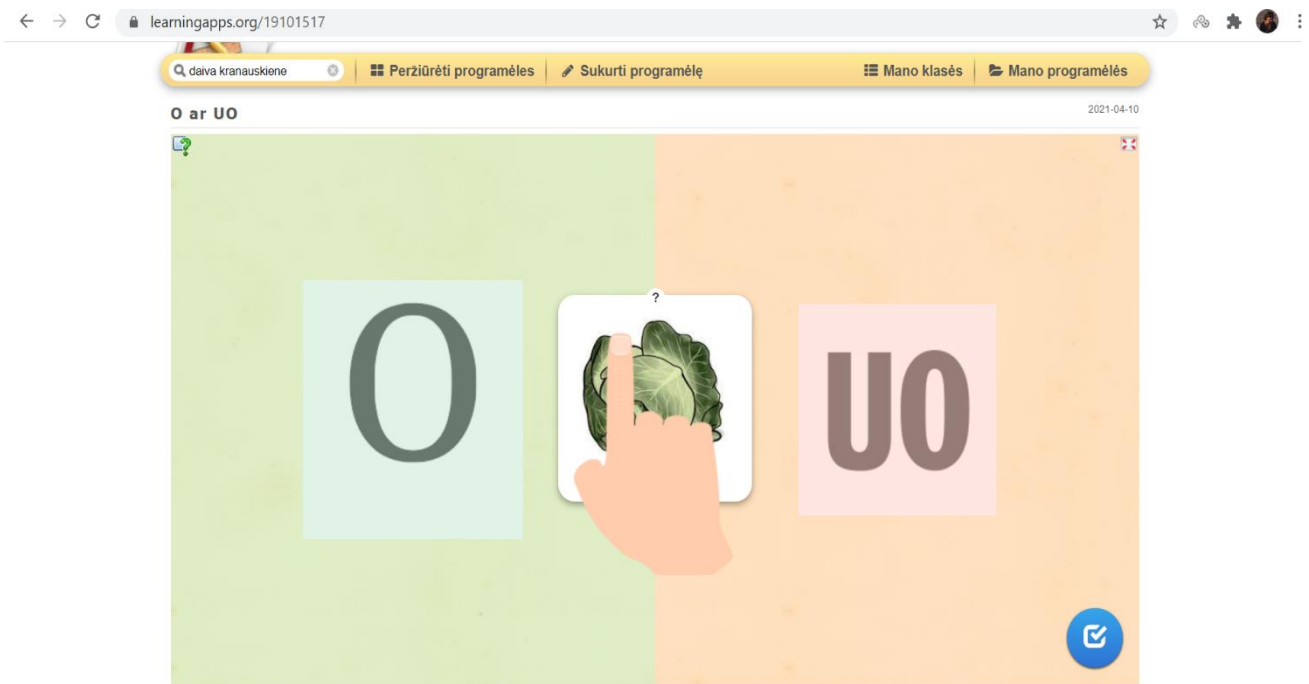 learningapps.org/19101517
daiva kranauskiene
Peržiūrėti programėles
Sukurti programėlę
Mano klasės
Mano programėlės
O ar UO
2021-04-10
?
O
UO